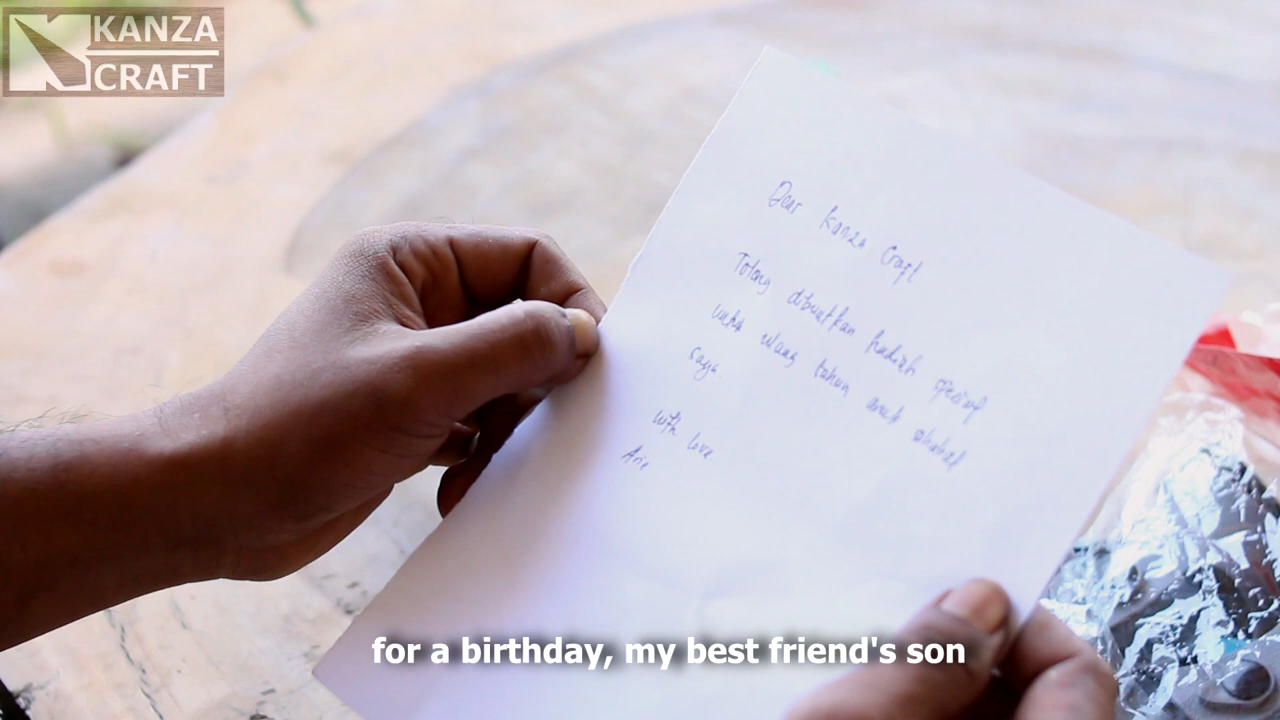 KANZA
CRAFT
Dear Kanza Craft
Tolong dibuatkan hadiah spesial
untuk ulang tahun anak sahabat
saya
With love
Arie
for a birthday, my best friend's son